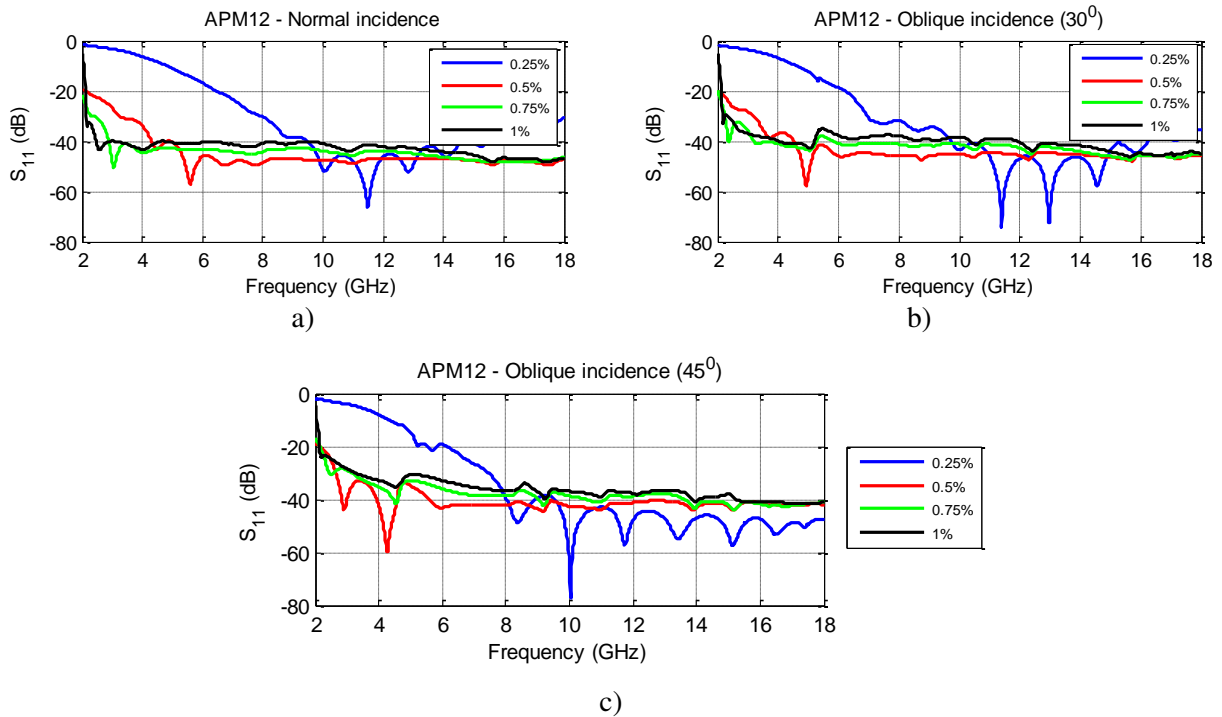 APM12 - Normal incidence
0
-20
-40
-60
-80
S11 (dB)
2 4 6 8 10 12 14 16 18
Frequency (GHz)
0.25%
0.5%
0.75%
1%
a)
APM12 - Oblique incidence (30⁰)
0
-20
-40
-60
-80
S11 (dB)
2 4 6 8 10 12 14 16 18
Frequency (GHz)
0.25%
0.5%
0.75%
1%
b)
APM12 - Oblique incidence (45⁰)
0
-20
-40
-60
-80
S11 (dB)
2 4 6 8 10 12 14 16 18
Frequency (GHz)
0.25%
0.5%
0.75%
1%
c)